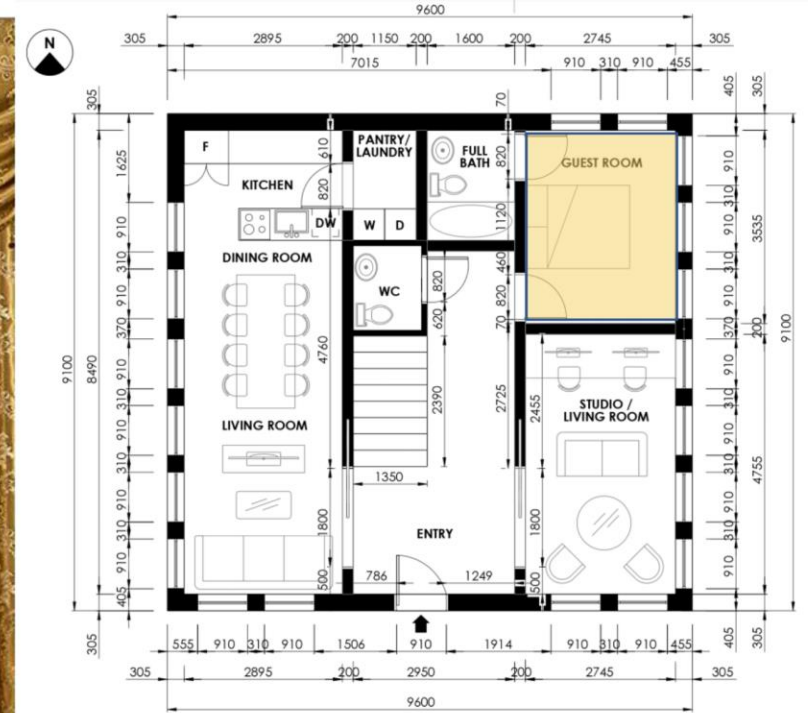 9600
305 2895 200 1150 200 1600 200 2745 305
7015 910 310 910 455
N
305
1625
910
310
910
370
910
310
910
310
910
310
910
405
305
9100
8490
70
405
305
910
310
910
310
910
310
910
310
910
310
910
310
910
405
305
3535
200
4755
9100
F
PANTRY/
LAUNDRY
FULL
BATH
GUEST ROOM
610
820
820
KITCHEN
1120
DW
W
D
DINING ROOM
460
820
820
WC
620
70
4760
2390
2725
2455
STUDIO /
LIVING ROOM
LIVING ROOM
1350
1800
1800
ENTRY
500
786
1249
500
555 910 310 910 1506 910 1914 910 310 910 455
305 2895 200 2950 200 2745 305
9600